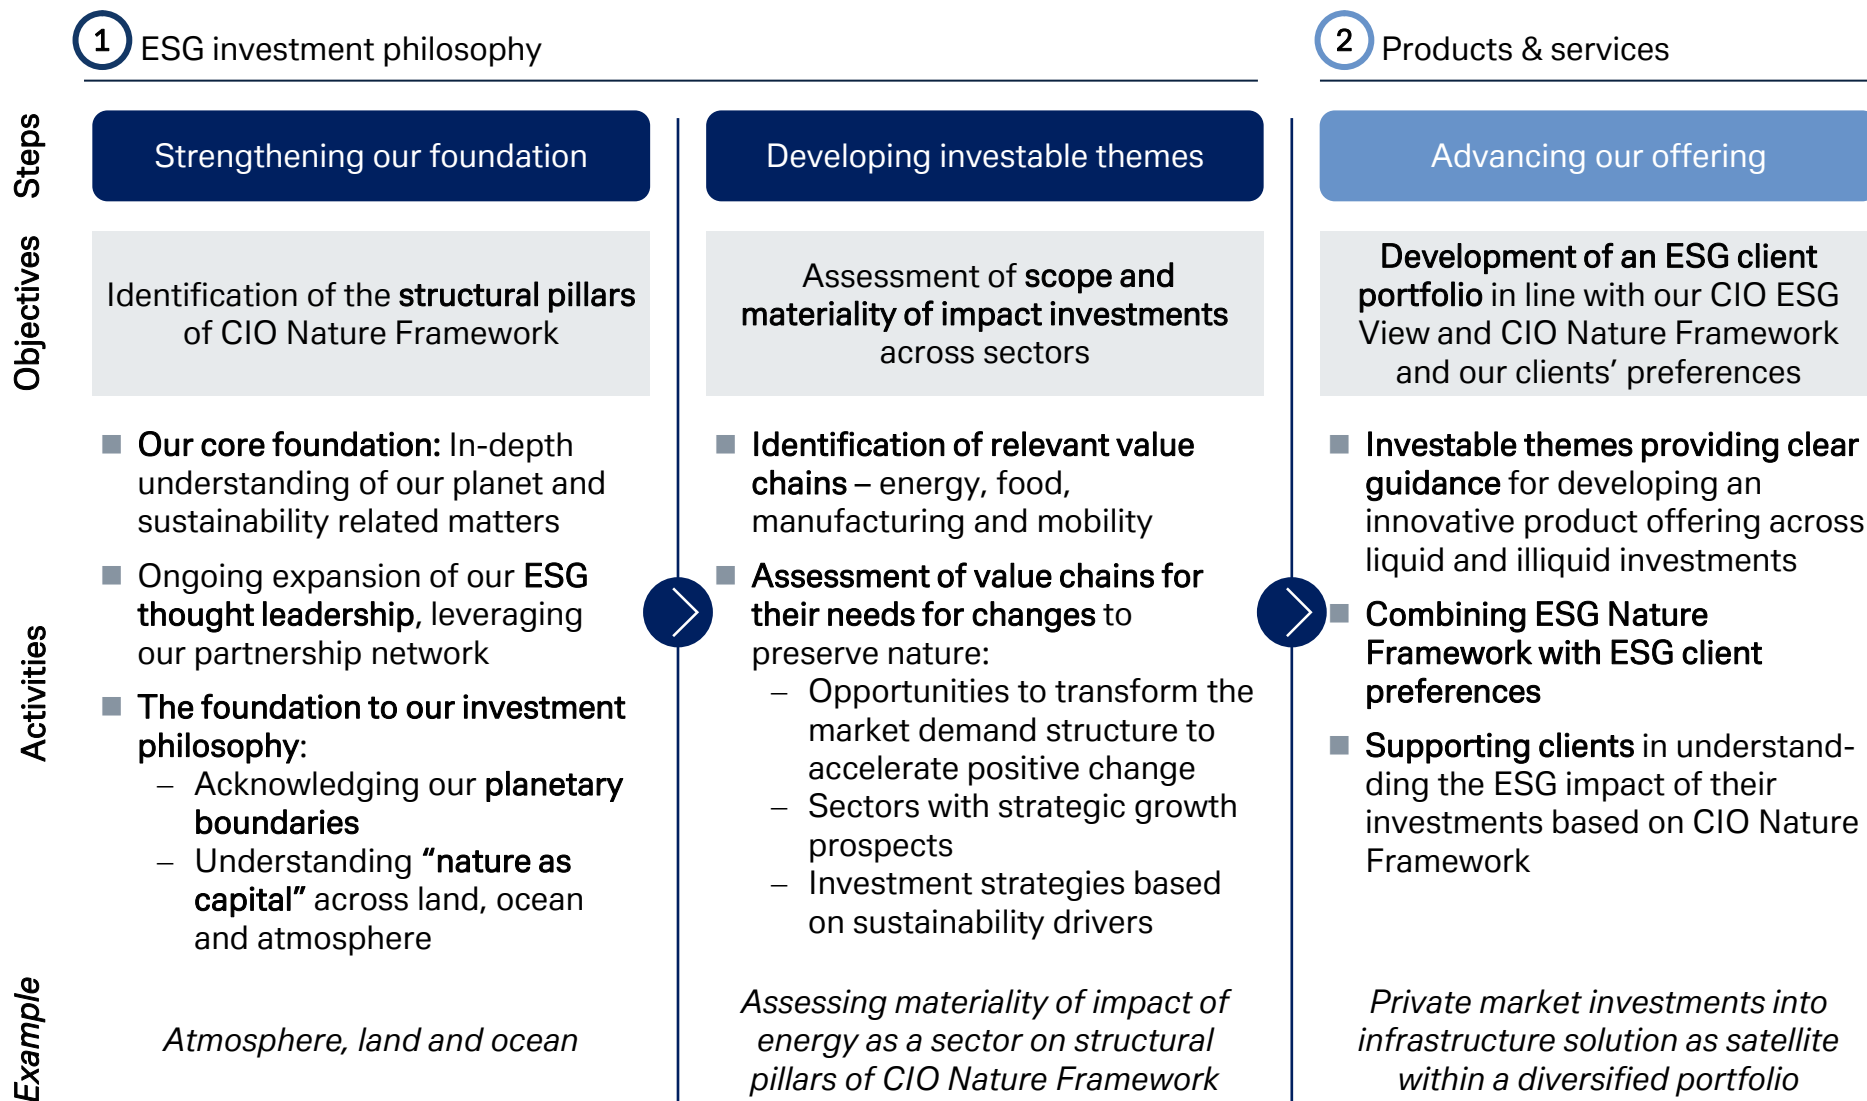 1 ESG investment philosophy
2 Products & services
Steps
Strengthening our foundation
Developing investable themes
Advancing our offering
Objectives
Identification of the structural pillars
of CIO Nature Framework
Assessment of scope and
materiality of impact investments
across sectors
Development of an ESG client
portfolio in line with our CIO ESG
View and CIO Nature Framework
and our clients’ preferences
Activities
Our core foundation: In-depth
understanding of our planet and
sustainability related matters
Ongoing expansion of our ESG
thought leadership, leveraging
our partnership network
The foundation to our investment
philosophy:
– Acknowledging our planetary
boundaries
– Understanding “nature as
capital” across land, ocean
and atmosphere
Identification of relevant value
chains – energy, food,
manufacturing and mobility
Assessment of value chains for
their needs for changes to
preserve nature:
– Opportunities to transform the
market demand structure to
accelerate positive change
– Sectors with strategic growth
prospects
– Investment strategies based
on sustainability drivers
Investable themes providing clear
guidance for developing an
innovative product offering across
liquid and illiquid investments
Combining ESG Nature
Framework with ESG client
preferences
Supporting clients in understand-
ding the ESG impact of their
investments based on CIO Nature
Framework
Example
Atmosphere, land and ocean
Assessing materiality of impact of
energy as a sector on structural
pillars of CIO Nature Framework
Private market investments into
infrastructure solution as satellite
within a diversified portfolio